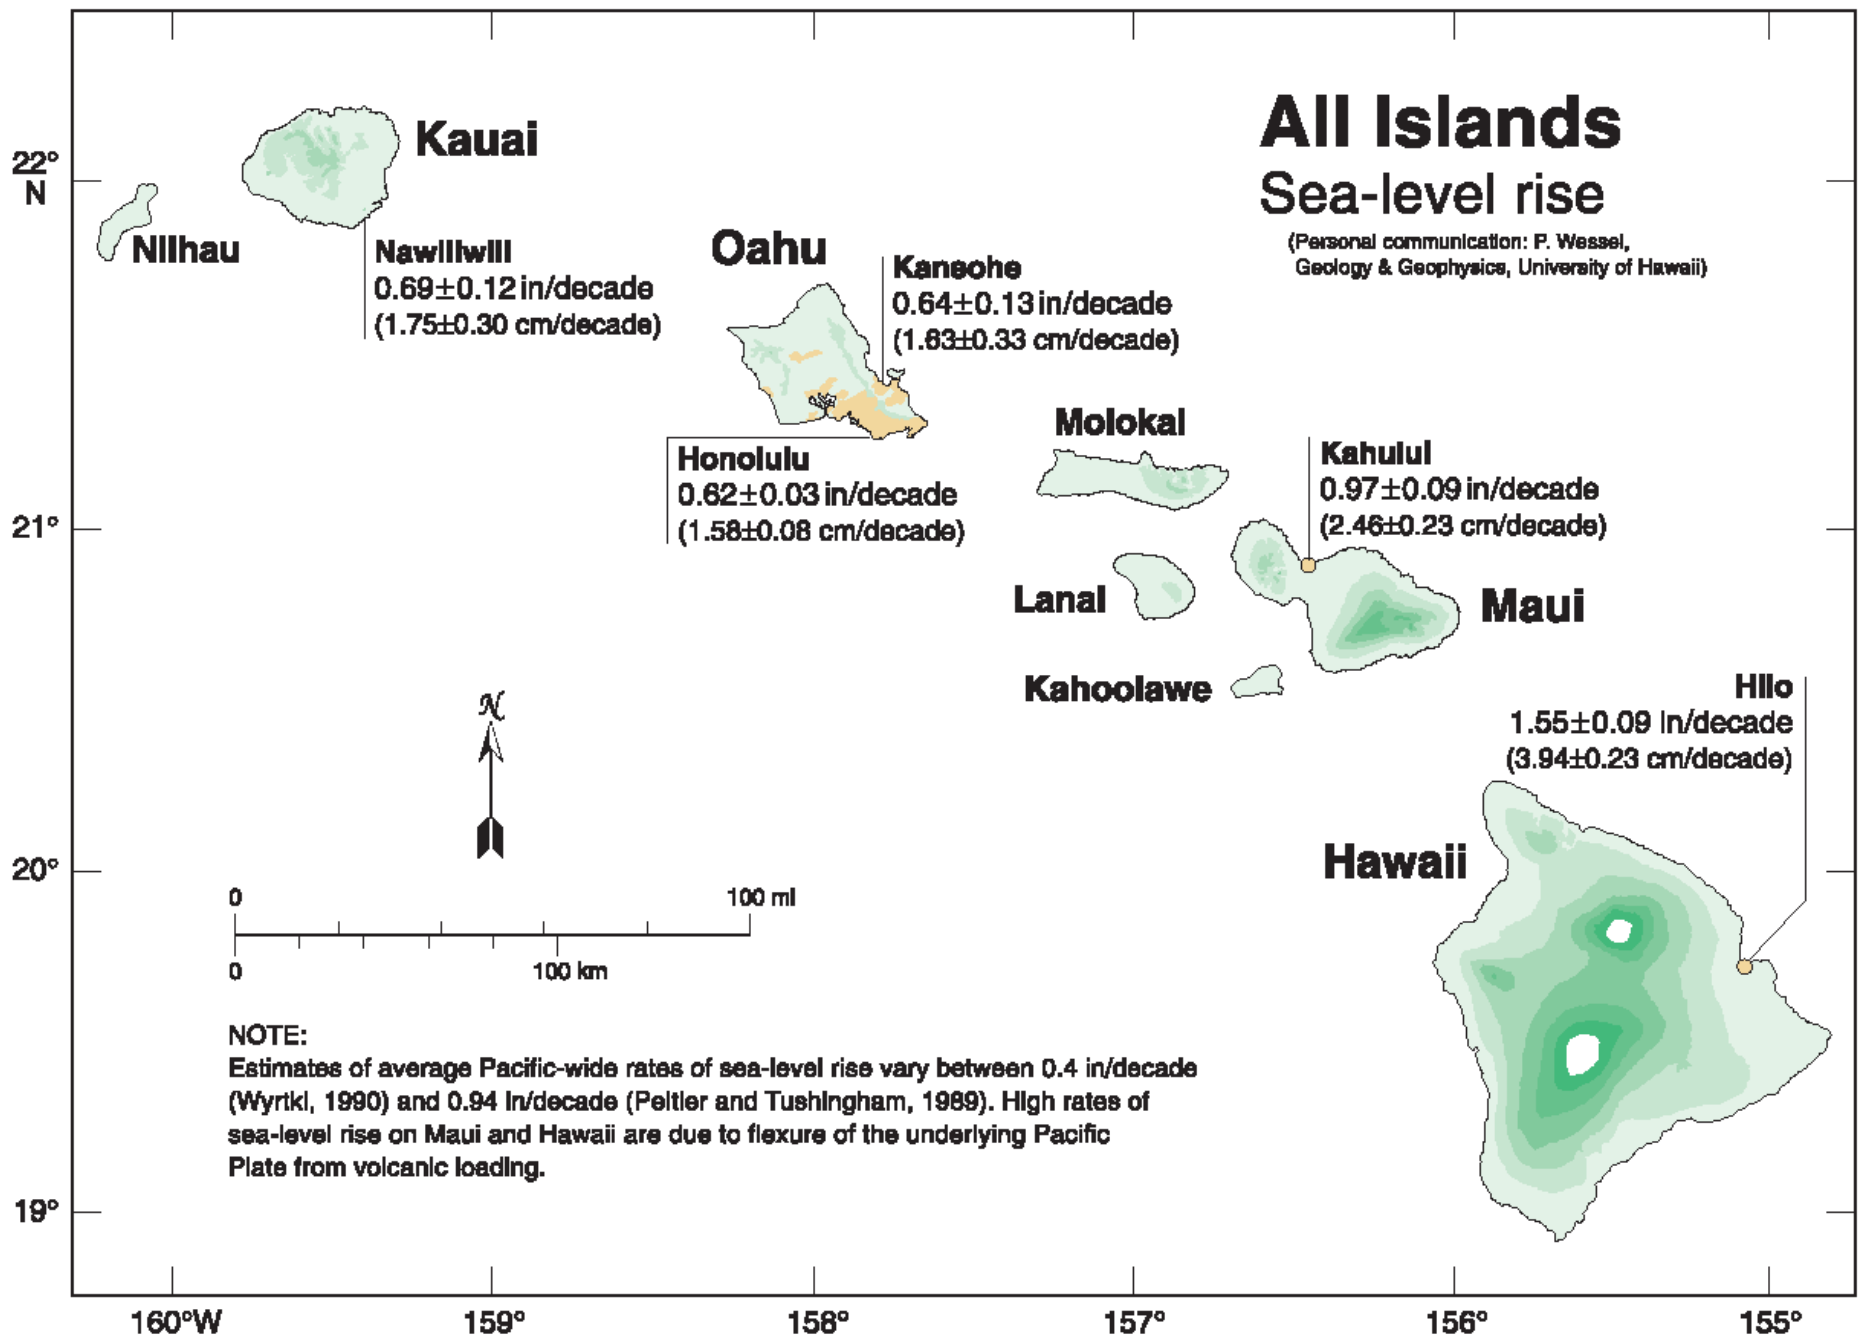 All Islands
Sea-level rise
(Personal communication: P. Wessel,
Geology & Geophysics, University of Hawaii)
22°
N
Kauai
Niihau
Nawiliwili
0.69±0.12 in/decade
(1.75±0.30 cm/decade)
Oahu
Kaneohe
0.64±0.13 in/decade
(1.63±0.33 cm/decade)
Honolulu
0.62±0.03 in/decade
(1.58±0.08 cm/decade)
Molokai
Kahului
0.97±0.09 in/decade
(2.46±0.23 cm/decade)
21°
Lanai
Maui
Kahoolawe
Hilo
1.55±0.09 in/decade
(3.94±0.23 cm/decade)
N
20°
Hawaii
0 100 mi
0 100 km
NOTE:
Estimates of average Pacific-wide rates of sea-level rise vary between 0.4 in/decade
(Wyrtki, 1990) and 0.94 in/decade (Peltier and Tushingham, 1989). High rates of
sea-level rise on Maui and Hawaii are due to flexure of the underlying Pacific
Plate from volcanic loading.
19°
160°W 159° 158° 157° 156° 155°